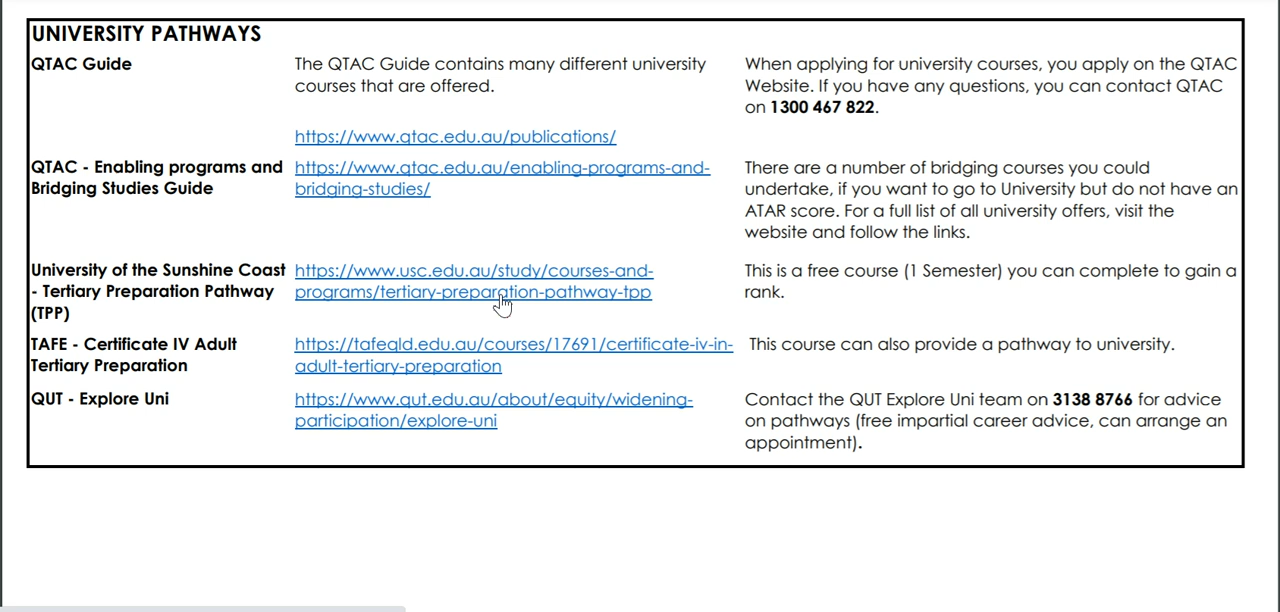 UNIVERSITY PATHWAYS
QTAC Guide
The QTAC Guide contains many different university
courses that are offered.
https://www.qtac.edu.au/publications/
When applying for university courses, you apply on the QTAC
Website. If you have any questions, you can contact QTAC
on 1300 467 822.
QTAC - Enabling programs and
Bridging Studies Guide
https://www.qtac.edu.au/enabling-programs-and-
bridging-studies/
There are a number of bridging courses you could
undertake, if you want to go to University but do not have an
ATAR score. For a full list of all university offers, visit the
website and follow the links.
University of the Sunshine Coast
- Tertiary Preparation Pathway
(TPP)
https://www.usc.edu.au/study/courses-and-
programs/tertiary-preparation-pathway-tpp
This is a free course (1 Semester) you can complete to gain a
rank.
TAFE - Certificate IV Adult
Tertiary Preparation
https://tafeqld.edu.au/courses/17691/certificate-iv-in-
adult-tertiary-preparation
This course can also provide a pathway to university.
QUT - Explore Uni
https://www.qut.edu.au/about/equity/widening-
participation/explore-uni
Contact the QUT Explore Uni team on 3138 8766 for advice
on pathways (free impartial career advice, can arrange an
appointment).